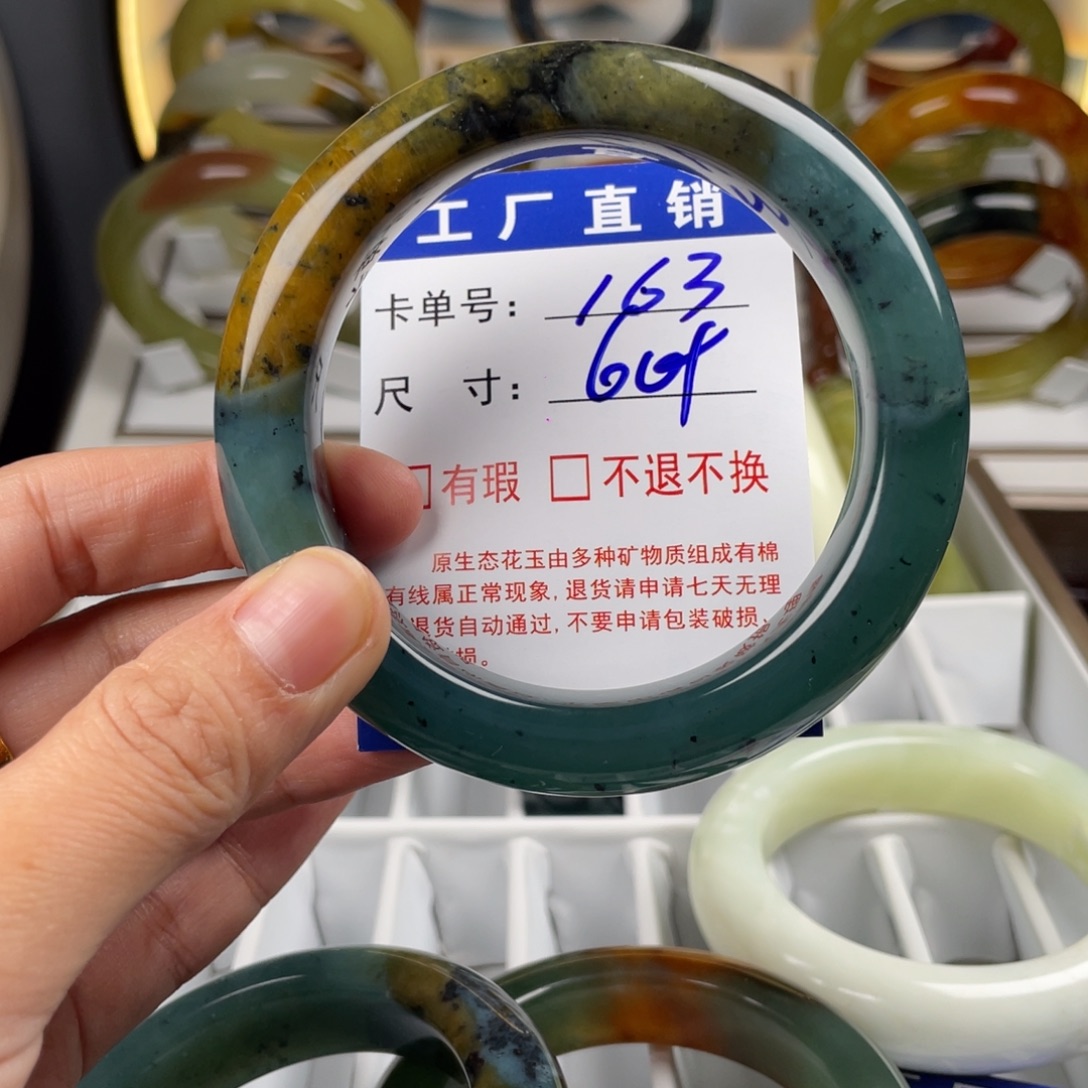 工厂直销
卡单号: 163
尺 寸:
□有瑕 □不退不换
原生态花玉由多种矿物质组成有棉
有线属正常现象,退货请申请七天无理
退货自动通过,不要申请包装破损、
损。